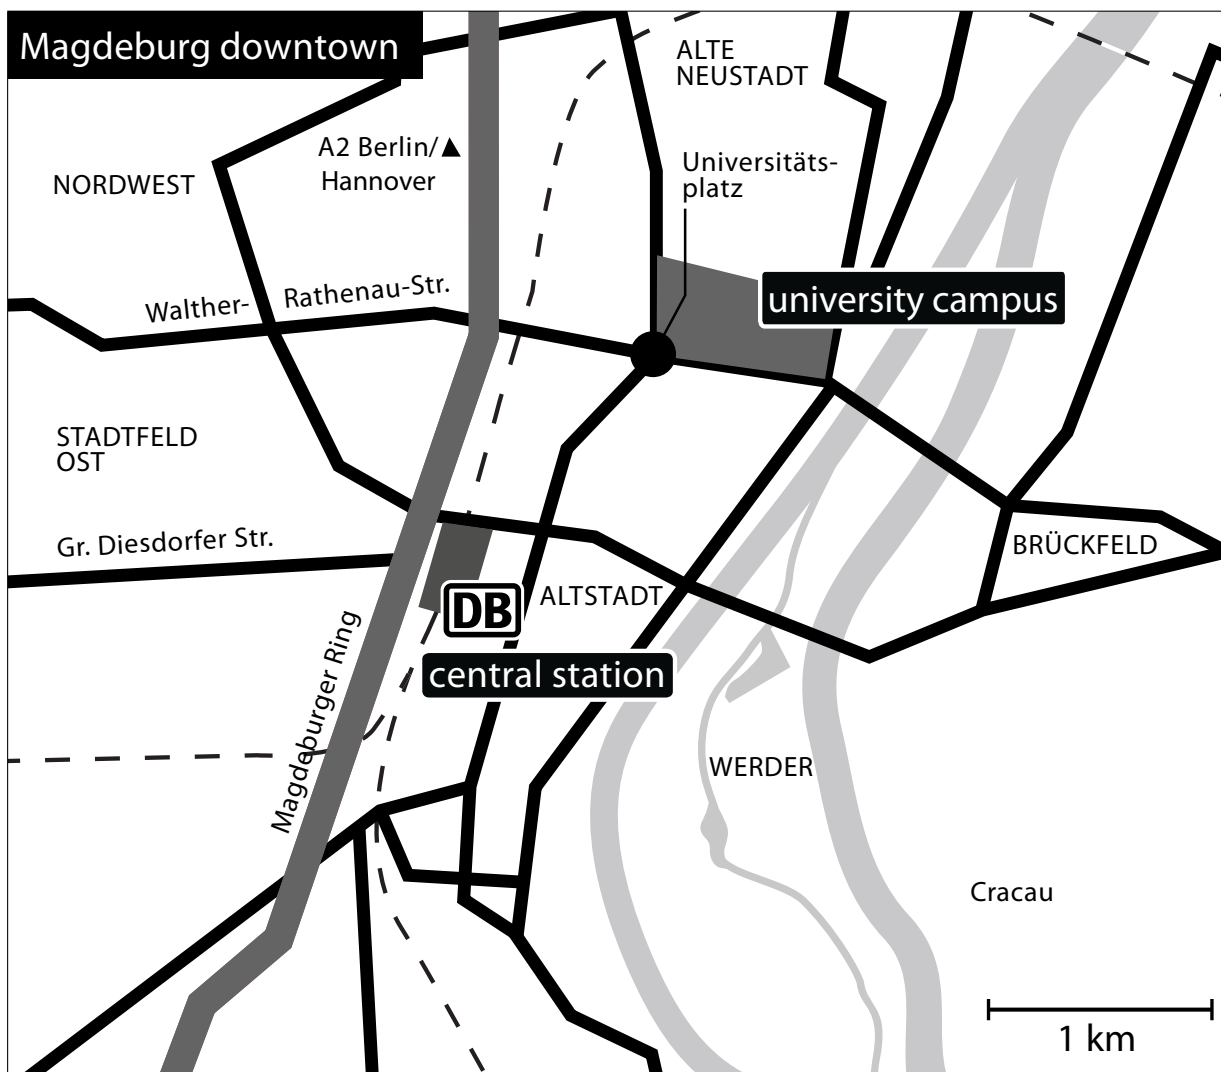 Magdeburg downtown
ALTE
NEUSTADT
A2 Berlin/
Hannover
Universitäts-
platz
NORDWEST
university campus
Walther- Rathenau-Str.
STADTFELD
OST
Gr. Diesdorfer Str.
BRÜCKFELD
DB
ALTSTADT
central station
Magdeburger Ring
WERDER
Cracau
1 km